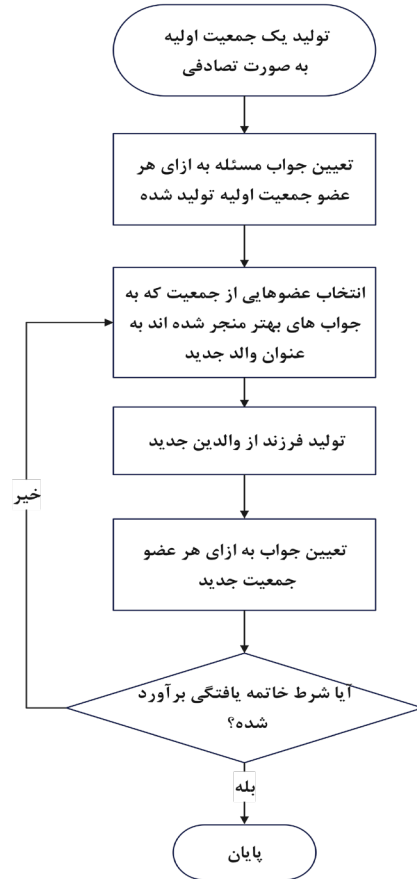 تولید یک جمعیت اولیه
به صورت تصادفی
تعیین جواب مسئله به ازای هر
عضو جمعیت اولیه تولید شده
انتخاب عضوهایی از جمعیت که به
جواب های بهتر منجر شده اند به
عنوان والد جدید
تولید فرزند از والدین جدید
خیر
تعیین جواب به ازای هر عضو
جمعیت جدید
آیا شرط خاتمه یافتگی برآورد
شده؟
بله
پایان